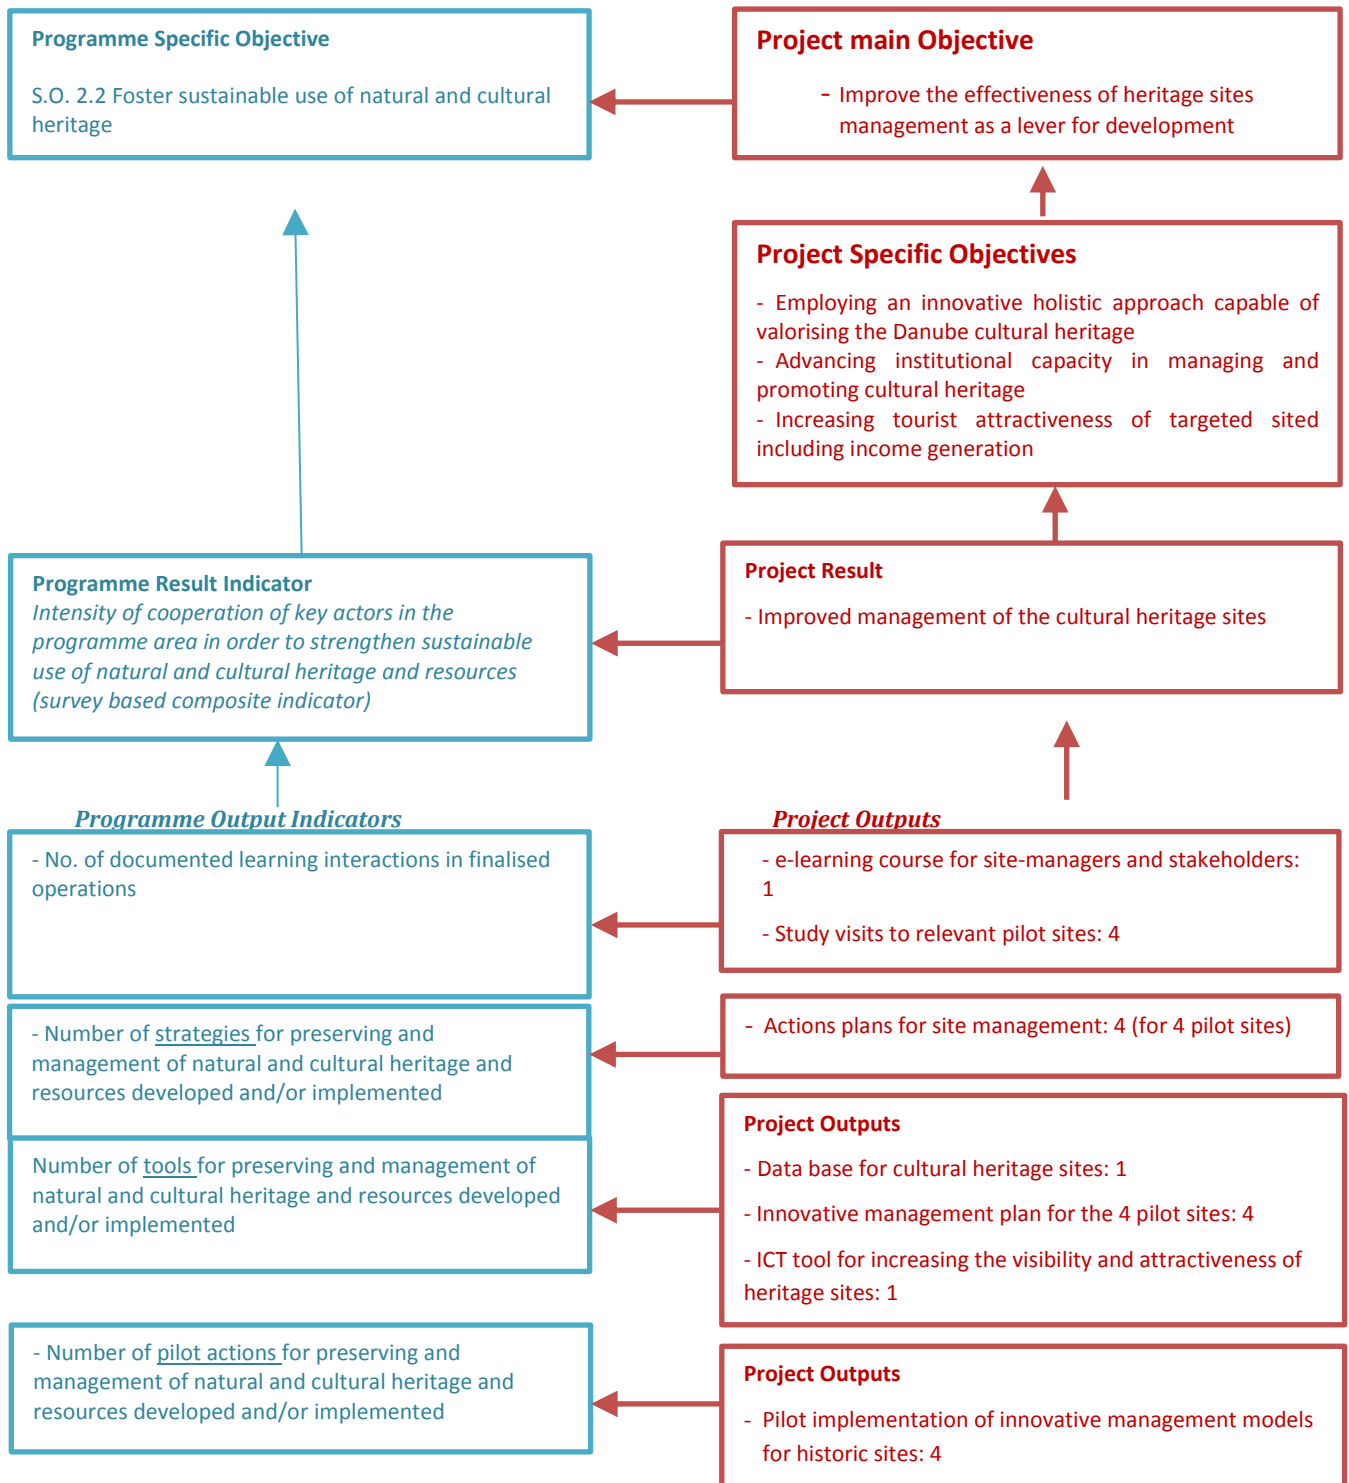 Programme Specific Objective
S.O. 2.2 Foster sustainable use of natural and cultural
heritage
Project main Objective
- Improve the effectiveness of heritage sites
management as a lever for development
Project Specific Objectives
- Employing an innovative holistic approach capable of
valorising the Danube cultural heritage
- Advancing institutional capacity in managing and
promoting cultural heritage
- Increasing tourist attractiveness of targeted sited
including income generation
Programme Result Indicator
Intensity of cooperation of key actors in the
programme area in order to strengthen sustainable
use of natural and cultural heritage and resources
(survey based composite indicator)
Project Result
- Improved management of the cultural heritage sites
Programme Output Indicators
- No. of documented learning interactions in finalised
operations
Project Outputs
- e-learning course for site-managers and stakeholders:
1
- Study visits to relevant pilot sites: 4
- Number of strategies for preserving and
management of natural and cultural heritage and
resources developed and/or implemented
- Actions plans for site management: 4 (for 4 pilot sites)
Number of tools for preserving and management of
natural and cultural heritage and resources developed
and/or implemented
Project Outputs
- Data base for cultural heritage sites: 1
- Innovative management plan for the 4 pilot sites: 4
- ICT tool for increasing the visibility and attractiveness of
heritage sites: 1
- Number of pilot actions for preserving and
management of natural and cultural heritage and
resources developed and/or implemented
Project Outputs
- Pilot implementation of innovative management models
for historic sites: 4